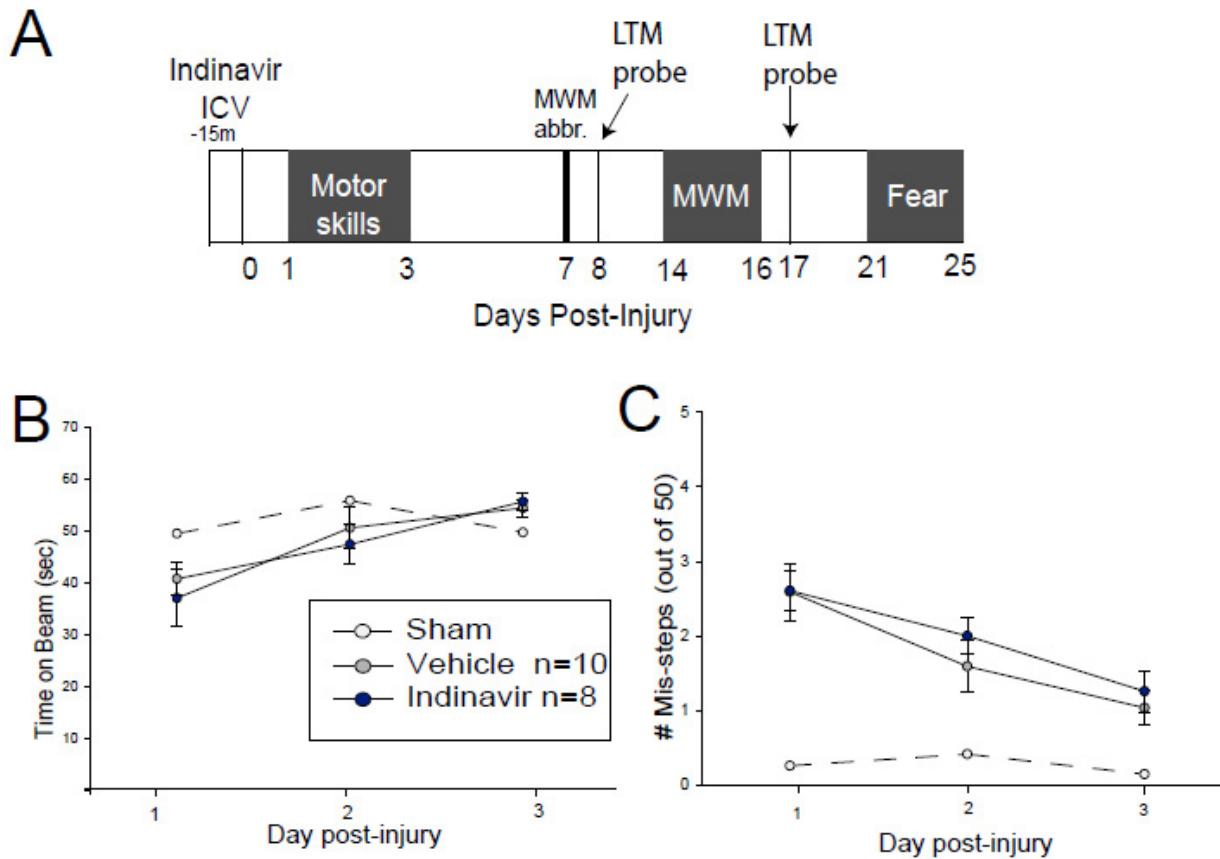 A
Indinavir
ICV
-15m
MWM
abbr.
LTM
probe
LTM
probe
Motor
skills
MWM
Fear
0 1 3 7 8 14 16 17 21 25
Days Post-Injury
B
70
60
50
40
30
20
10
Time on Beam (sec)
Sham
Vehicle n=10
Indinavir n=8
1 2 3
Day post-injury
C
5
4
3
2
1
0
# Mis-steps (out of 50)
1 2 3
Day post-injury